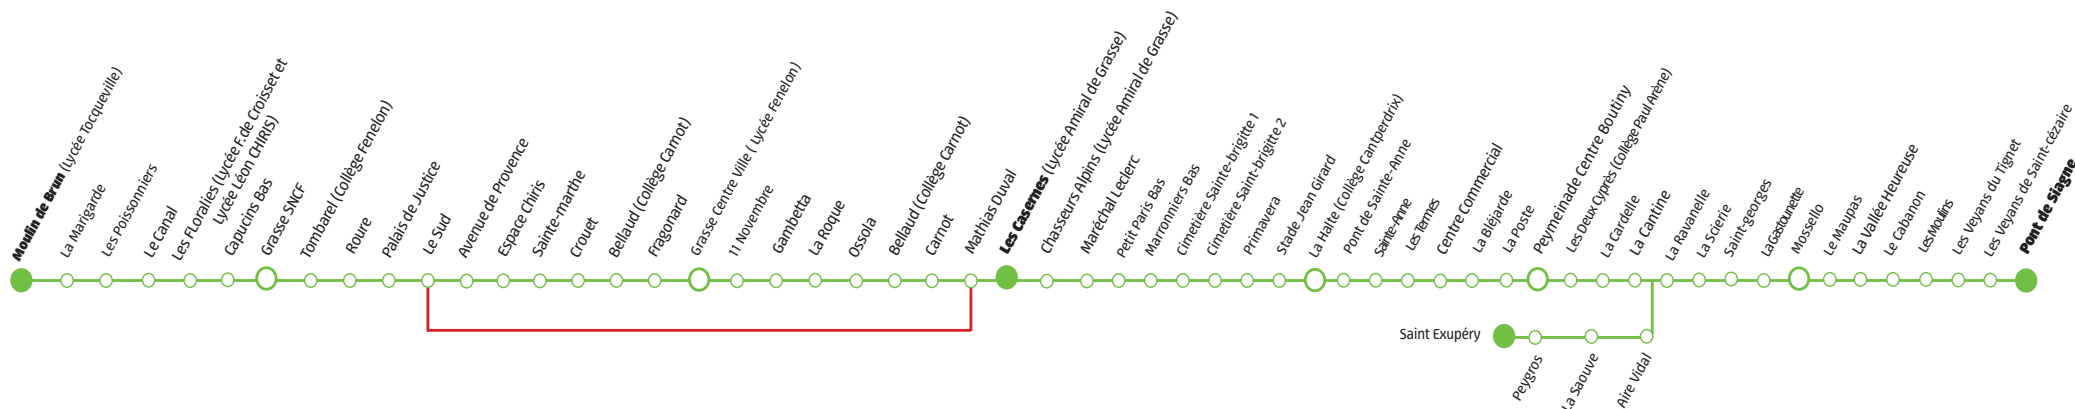 Moulin de Brun (Lycée Tocqueville)
La Marigarde
Les Poissonniers
Le Canal
Les FLoralies (Lycée F. de Croisset et
Lycée Léon CHIRIS)
Capucins Bas
Grasse SNCF
Tombarel (Collège Fenelon)
Roure
Palais de Justice
Le Sud
Avenue de Provence
Espace Chiris
Sainte-marthe
Crouet
Bellaud (Collège Carnot)
Fragonard
Grasse Centre Ville ( Lycée Fenelon)
11 Novembre
Gambetta
La Roque
Ossola
Bellaud (Collège Carnot)
Carnot
Mathias Duval
Les Casernes (Lycée Amiral de Grasse)
Chasseurs Alpins (Lycée Amiral de Grasse)
Maréchal Leclerc
Petit Paris Bas
Marronniers Bas
Cimetière Sainte-brigitte 1
Cimetière Saint-brigitte 2
Primavera
Stade Jean Girard
La Halte (Collège Cantperdrix)
Pont de Sainte-Anne
Sainte-Anne
Les Termes
Centre Commercial
La Bléjarde
La Poste
Peymeinade Centre Boutiny
Les Deux Cyprès (Collège Paul Arène)
La Cardelle
La Cantine
La Ravanelle
La Scierie
Saint-georges
La Gastounette
Mossello
Le Maupas
La Vallée Heureuse
Le Cabanon
Les Moulins
Les Veyans du Tignet
Les Veyans de Saint-cézaire
Pont de Siagne
Saint Exupéry
Peygros
La Saouve
Aire Vidal